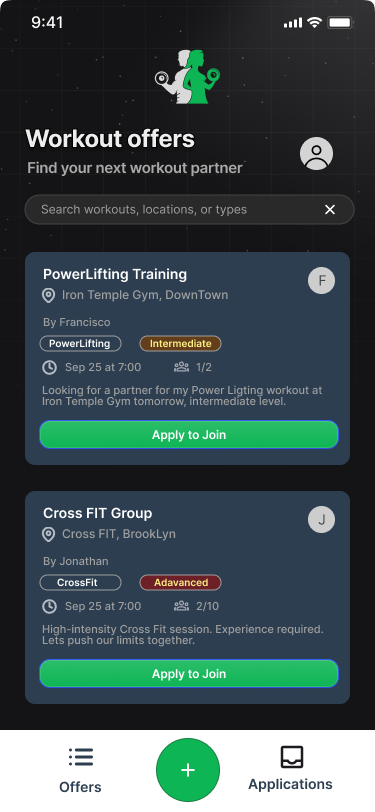 9:41
Workout offers
Find your next workout partner
Search workouts, locations, or types
PowerLifting Training
F
Iron Temple Gym, DownTown
By Francisco
PowerLifting Intermediate
Sep 25 at 7:00 1/2
Looking for a partner for my Power Ligting workout at
Iron Temple Gym tomorrow, intermediate level.
Apply to Join
Cross FIT Group
J
Cross FIT, BrookLyn
By Jonathan
CrossFit Adavanced
Sep 25 at 7:00 2/10
High-intensity Cross Fit session. Experience required.
Lets push our limits together.
Apply to Join
Offers
Applications